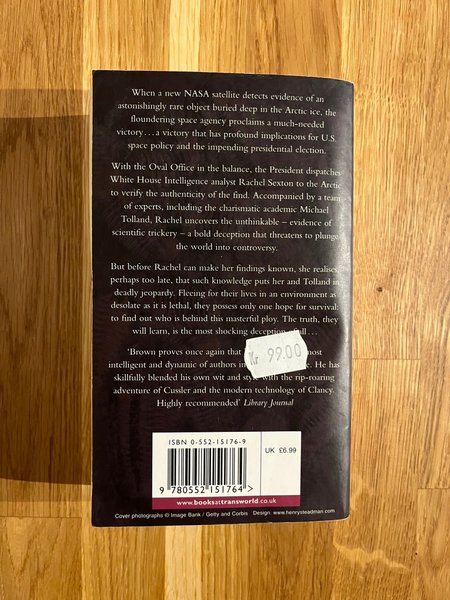 When a new NASA satellite detects evidence of an
astonishingly rare object buried deep in the Arctic ice, the
floundering space agency proclaims a much-needed
victory…a victory that has profound implications for U.S.
space policy and the impending presidential election.
With the Oval Office in the balance, the President dispatches
White House Intelligence analyst Rachel Sexton to the Arctic
to verify the authenticity of the find. Accompanied by a team
of experts, including the charismatic academic Michael
Tolland, Rachel uncovers the unthinkable – evidence of
scientific trickery – a bold deception that threatens to plunge
the world into controversy.
But before Rachel can make her findings known, she realises,
perhaps too late, that such knowledge puts her and Tolland in
deadly jeopardy. Fleeing for their lives in an environment as
desolate as it is lethal, they possess only one hope for survival:
to find out who is behind this masterful ploy. The truth, they
will learn, is the most shocking deception all…
'Brown proves once again that most
Kr 99.00
intelligent and dynamic of authors in He has
skillfully blended his own wit and style with the rip-roaring
adventure of Cussler and the modern technology of Clancy.
Highly recommended' Library Journal
ISBN 0-552-15176-9
UK £6.99
9 780552 151764 >
www.booksattransworld.co.uk
Cover photographs © Image Bank / Getty and Corbis Design: www.henrysteadman.com